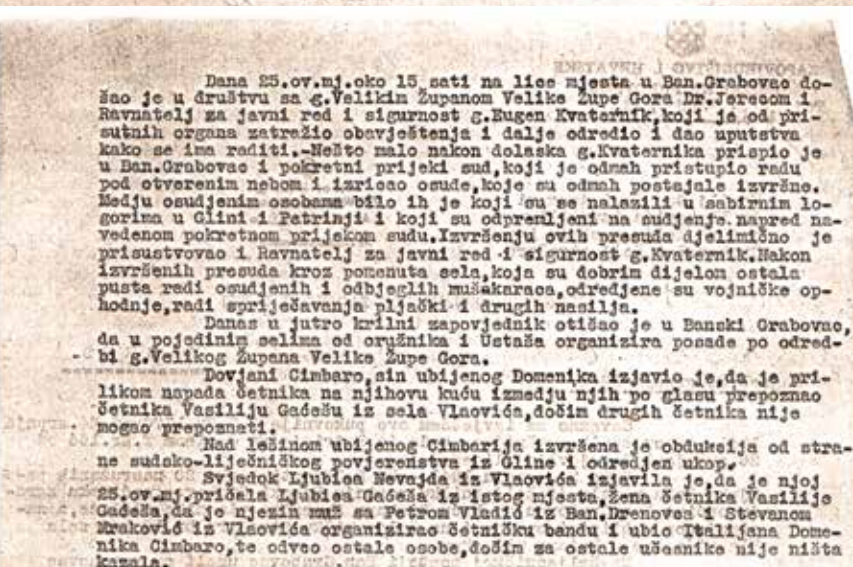 Dana 25.ov.mj.oko 15 sati na lice mjesta u Ban.Grabovac do-
šao je u društvu sa g.Velikim Županom Velike Župe Gora Dr.Jerecom i
Ravnatelj za javni red i sigurnost g.Eugen Kvaternik,koji je od pri-
sutnih organa zatražio obavještenja i dalje odredio i dao uputstva
kako se ima raditi.-Nešto malo nakon dolaska g.Kvaternika prispio je
u Ban.Grabovac i pokretni prijeki sud,koji je odmah pristupio radu
pod otverenim nebom i izricao osude,koje su odmah postajale izvršne.
Medju osudjenim osobama bilo ih je koji su se nalazili u sabirnim lo-
gorima u Glini i Petrinji i koji su odpremljeni na sudjenje.napred na-
vedenom pokretnom prijekom sudu.Izvršenju ovih presuda djelimično je
prisustvovao i Ravnatelj za javni red i sigurnost g.Kvaternik.Nakon
izvršenih presuda kroz pomenuta sela,koja su dobrim dijelom ostala
pusta radi osudjenih i odbjeglih muškaraca,odredjene su vojničke op-
hodnje,radi spriječavanja pljački i drugih nasilja.
Danas u jutro krilni zapovjednik otišao je u Banski Grabovac,
da u pojedinim selima od oružnika i Ustaša organizira posade po odred-
bi g.Velikog Župana Velike Župe Gora.
Dovjani Cimbaro,sin ubijenog Domenika izjavio je,da je pri-
likom napada četnika na njihovu kuću izmedju njih po glasu prepoznao
četnika Vasiliju Gaćešu iz sela Vlaovića,dočim drugih četnika nije
mogao prepoznati.
Nad lešinom ubijenog Cimbarija izvršena je obdukcija od stra-
ne sudsko-liječničkog povjerenstva iz Gline i odredjen ukop.
Svjedok Ljubica Nevajda iz Vlaovića izjavila je,da je njoj
25.ov.mj.pričala Ljubica Gaćeša iz istog mjesta,žena četnika Vasilije
Gaćeša,da je njezin muž sa Petrom Vladić iz Ban.Drenovca i Stevanom
Mraković iz Vlaovića organizirao četničku bandu i ubio Italijana Dome-
nika Cimbaro,te odveo ostale osobe,dočim za ostale učesnike nije ništa
kazala.